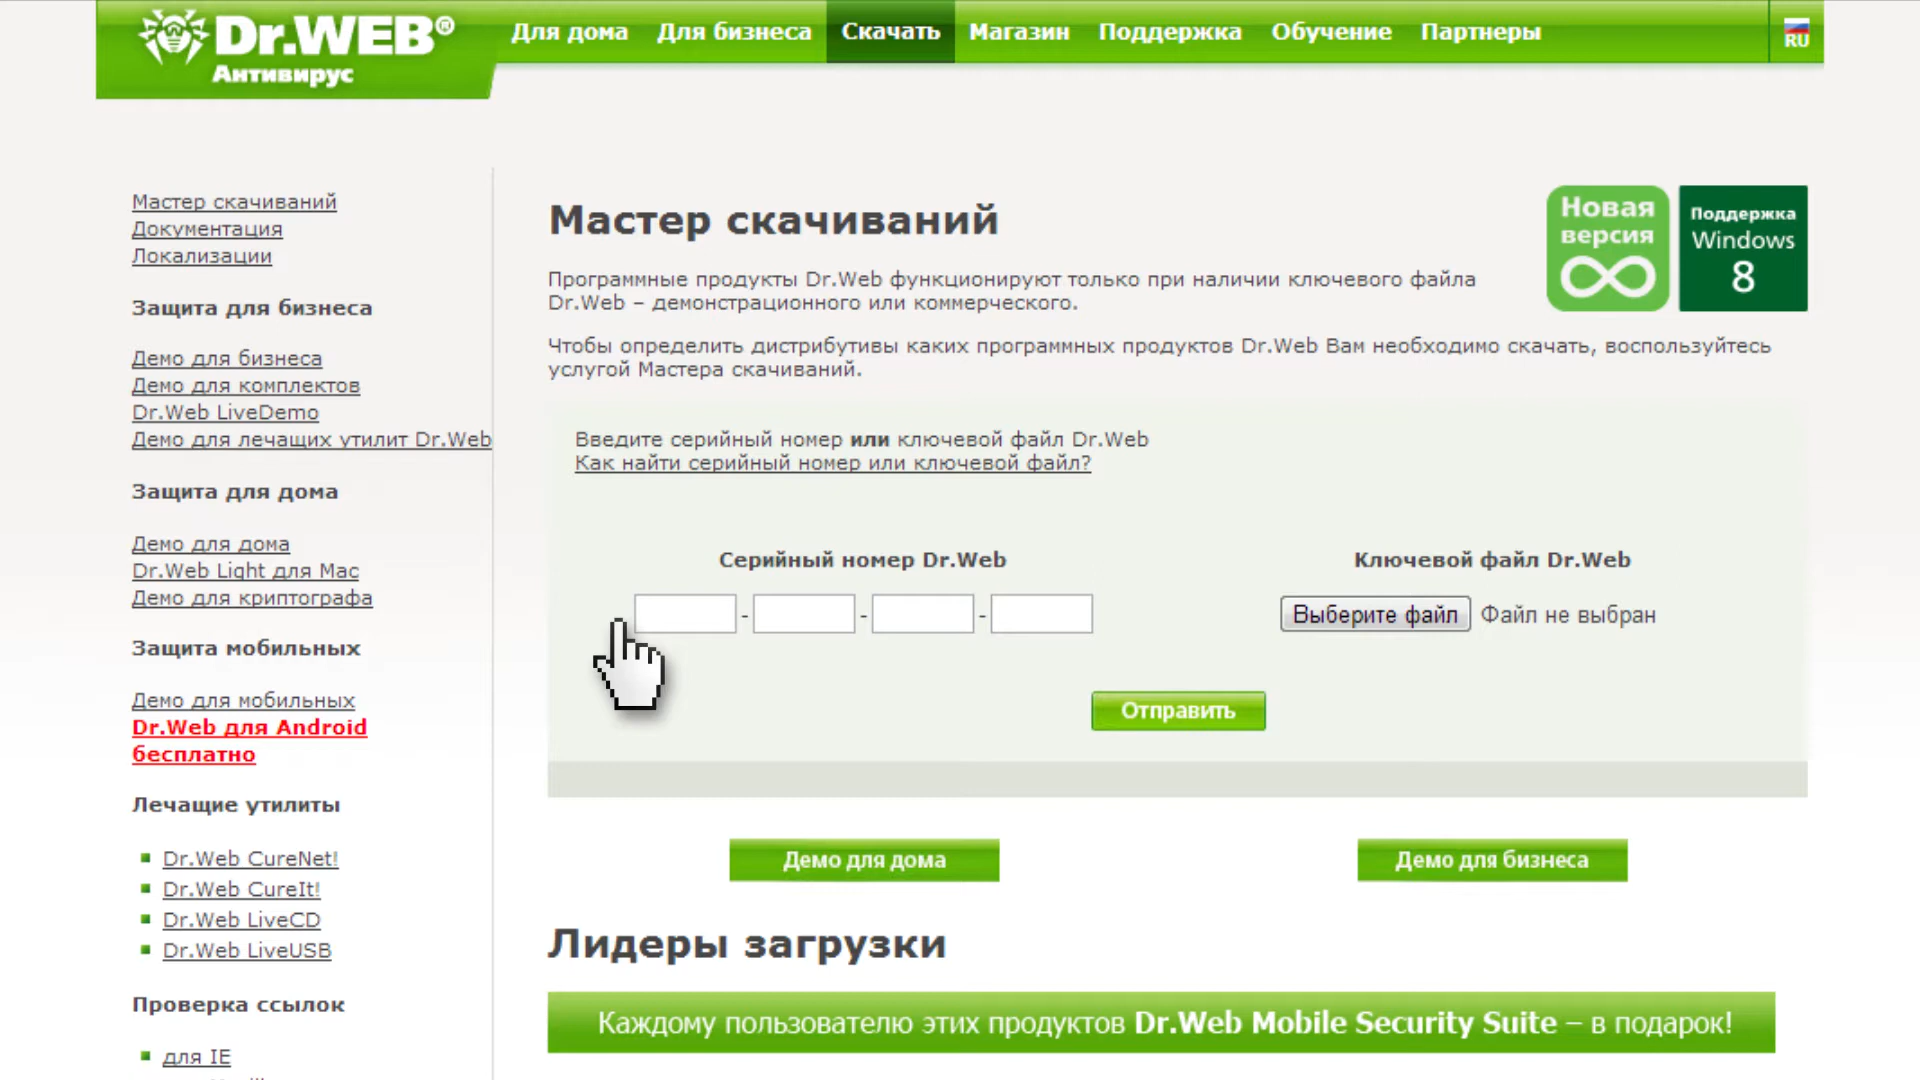 Dr.WEB®
Антивирус
Для дома
Для бизнеса
Скачать
Магазин
Поддержка
Обучение
Партнеры
RU
Мастер скачиваний
Документация
Локализации
Защита для бизнеса
Демо для бизнеса
Демо для комплектов
Dr.Web LiveDemo
Демо для лечащих утилит Dr.Web
Защита для дома
Демо для дома
Dr.Web Light для Mac
Демо для криптографа
Защита мобильных
Демо для мобильных
Dr.Web для Android
бесплатно
Лечащие утилиты
Dr.Web CureNet!
Dr.Web CureIt!
Dr.Web LiveCD
Dr.Web LiveUSB
Проверка ссылок
для IE
Мастер скачиваний
Новая
версия
Поддержка
Windows
8
Программные продукты Dr.Web функционируют только при наличии ключевого файла
Dr.Web – демонстрационного или коммерческого.
Чтобы определить дистрибутивы каких программных продуктов Dr.Web Вам необходимо скачать, воспользуйтесь
услугой Мастера скачиваний.
Введите серийный номер или ключевой файл Dr.Web
Как найти серийный номер или ключевой файл?
Серийный номер Dr.Web
- - -
Ключевой файл Dr.Web
Выберите файл Файл не выбран
Отправить
Демо для дома
Демо для бизнеса
Лидеры загрузки
Каждому пользователю этих продуктов Dr.Web Mobile Security Suite – в подарок!